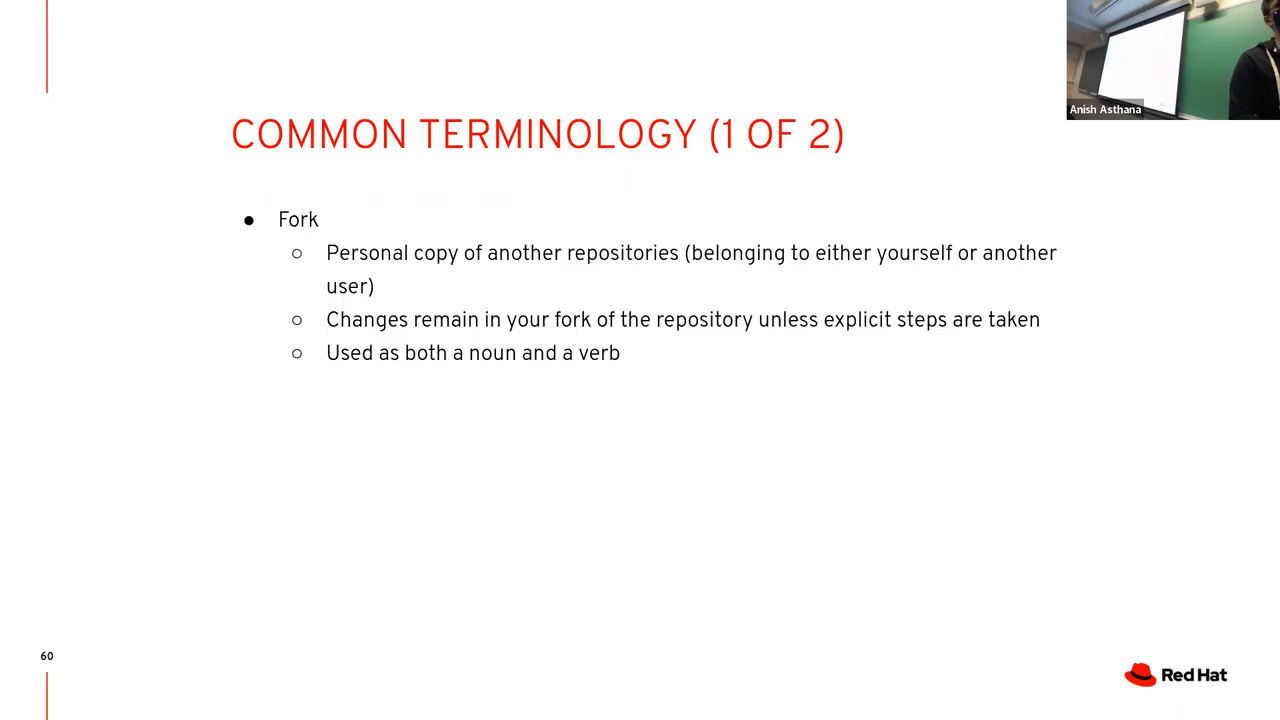 Anish Asthana
COMMON TERMINOLOGY (1 OF 2)
● Fork
○ Personal copy of another repositories (belonging to either yourself or another
user)
○ Changes remain in your fork of the repository unless explicit steps are taken
○ Used as both a noun and a verb
60
Red Hat